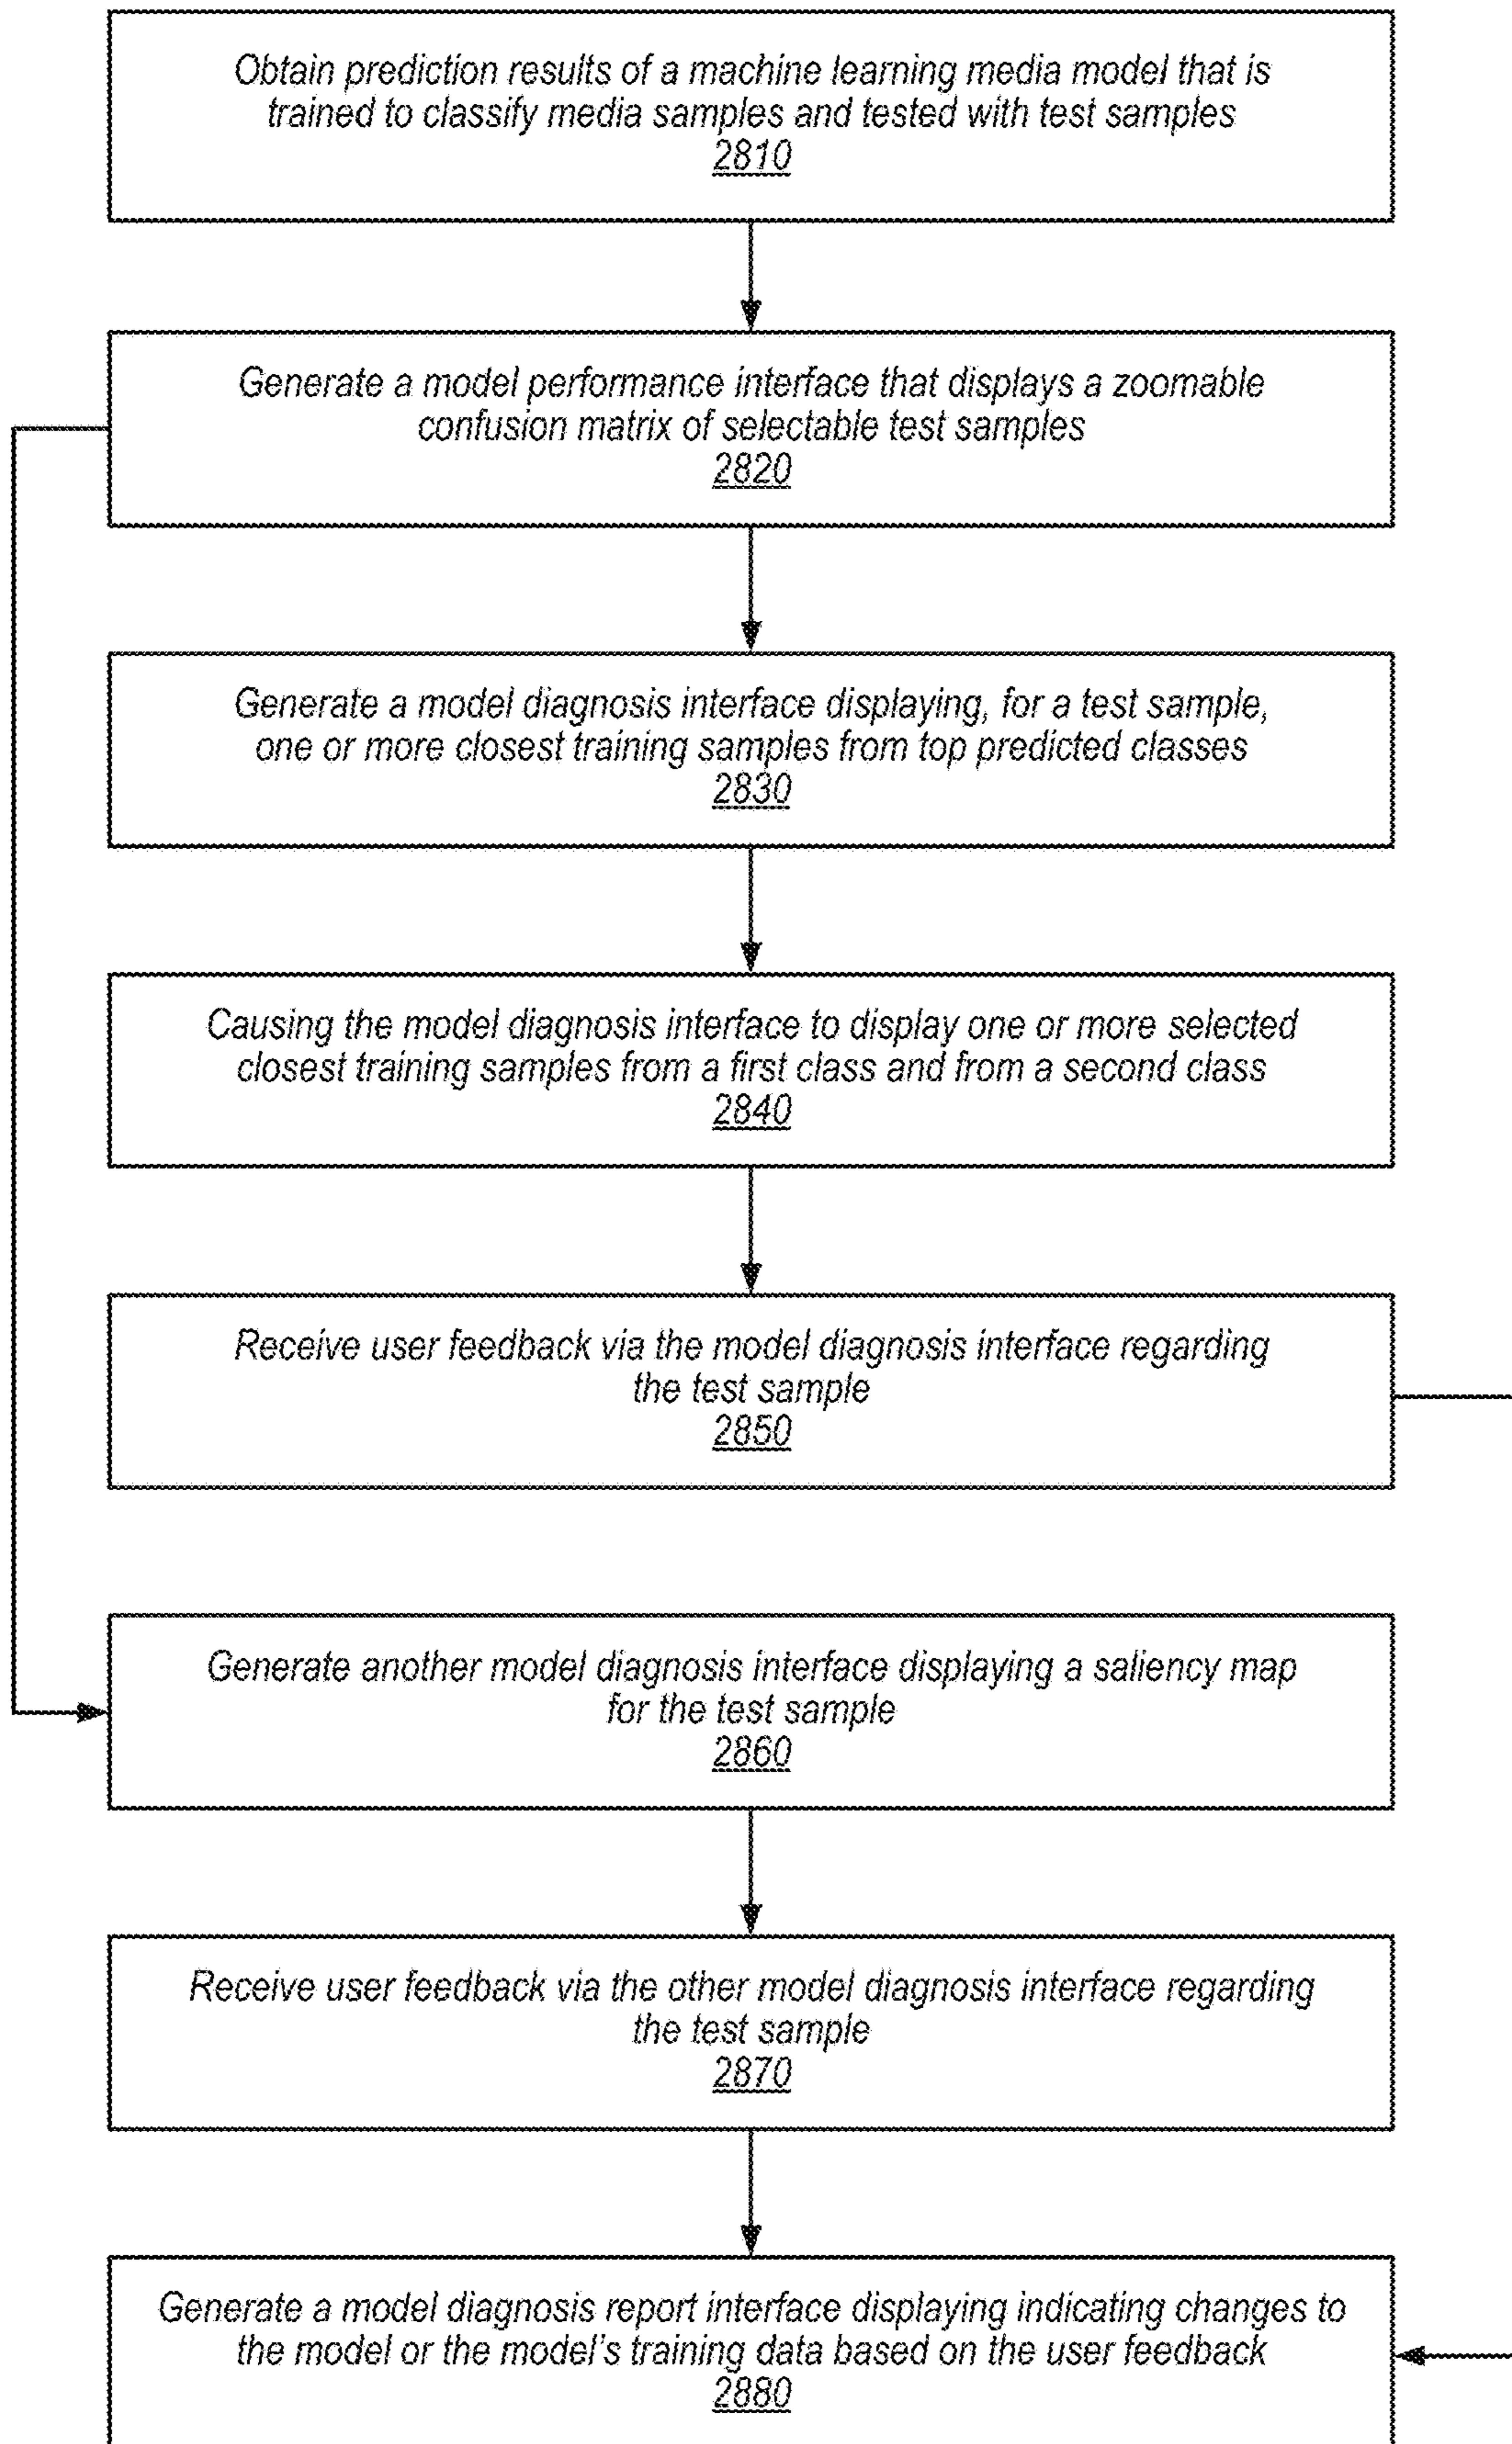 Obtain prediction results of a machine learning media model that is
trained to classify media samples and tested with test samples
2810
Generate a model performance interface that displays a zoomable
confusion matrix of selectable test samples
2820
Generate a model diagnosis interface displaying, for a test sample,
one or more closest training samples from top predicted classes
2830
Causing the model diagnosis interface to display one or more selected
closest training samples from a first class and from a second class
2840
Receive user feedback via the model diagnosis interface regarding
the test sample
2850
Generate another model diagnosis interface displaying a saliency map
for the test sample
2860
Receive user feedback via the other model diagnosis interface regarding
the test sample
2870
Generate a model diagnosis report interface displaying indicating changes to
the model or the model's training data based on the user feedback
2880